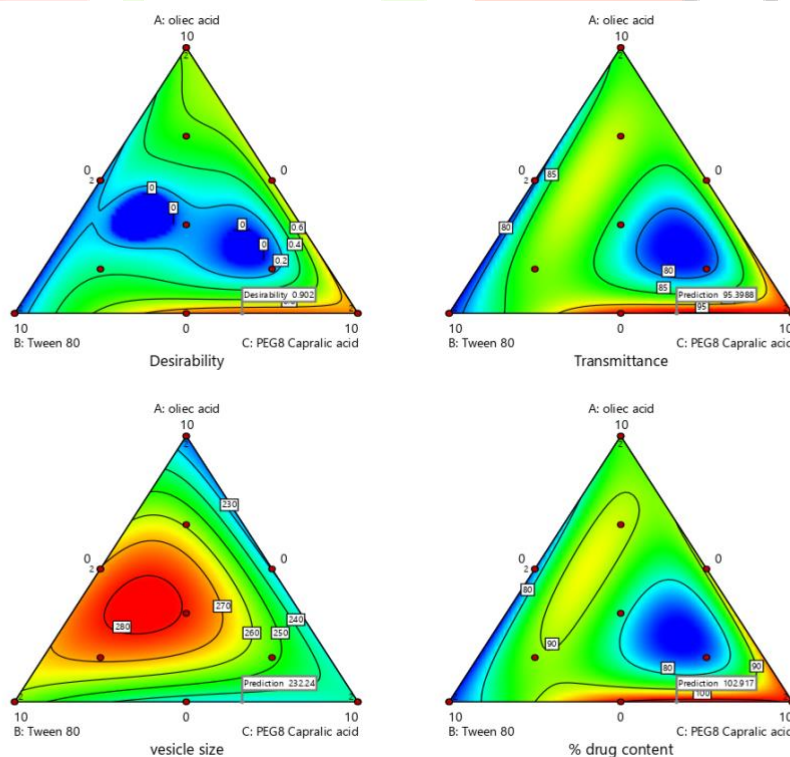 A: oliec acid
10
2
0
2
0
0
0
0
0
0.6
0.4
0.2
Desirability 0.902
10
0
10
B: Tween 80
C: PEG8 Capralic acid
Desirability
A: oliec acid
10
2
0
2
0
85
80
80
85
Prediction 95.3988
95
10
0
10
B: Tween 80
C: PEG8 Capralic acid
Transmittance
A: oliec acid
10
2
230
0
2
0
280
270
260
250
240
Prediction 232.24
10
0
10
B: Tween 80
C: PEG8 Capralic acid
vesicle size
A: oliec acid
10
2
0
2
0
80
90
80
90
Prediction 102.917
100
10
0
10
B: Tween 80
C: PEG8 Capralic acid
% drug content